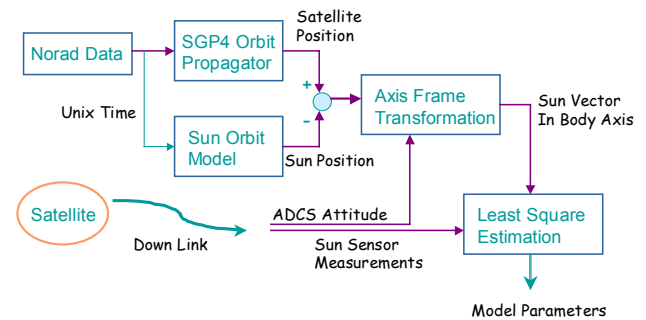 Satellite
Position
Norad Data
SGP4 Orbit
Propagator
+
-
Axis Frame
Transformation
Sun Vector
In Body Axis
Unix Time
Sun Orbit
Model
Sun Position
Satellite
Down Link
ADCS Attitude
Sun Sensor
Measurements
Least Square
Estimation
Model Parameters